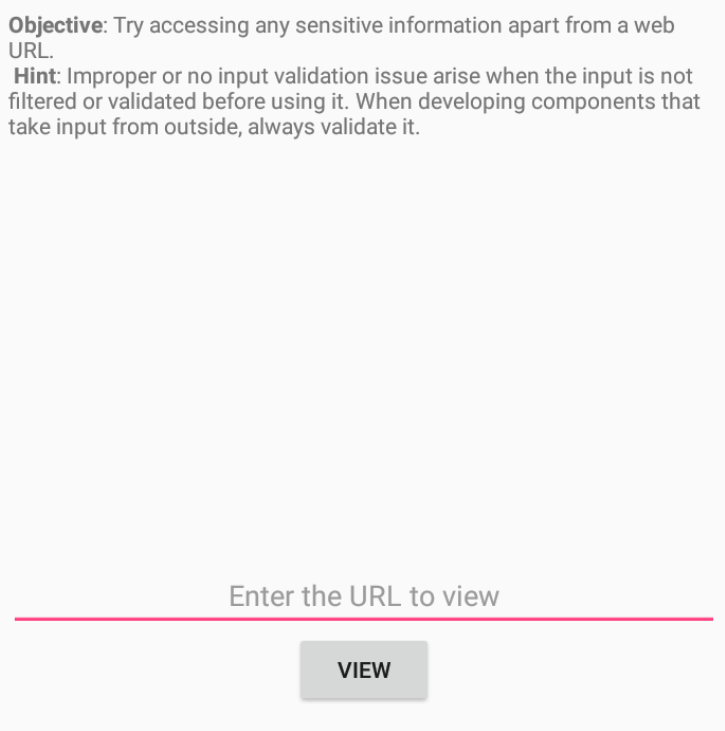 Objective: Try accessing any sensitive information apart from a web
URL.
Hint: Improper or no input validation issue arise when the input is not
filtered or validated before using it. When developing components that
take input from outside, always validate it.
Enter the URL to view
VIEW